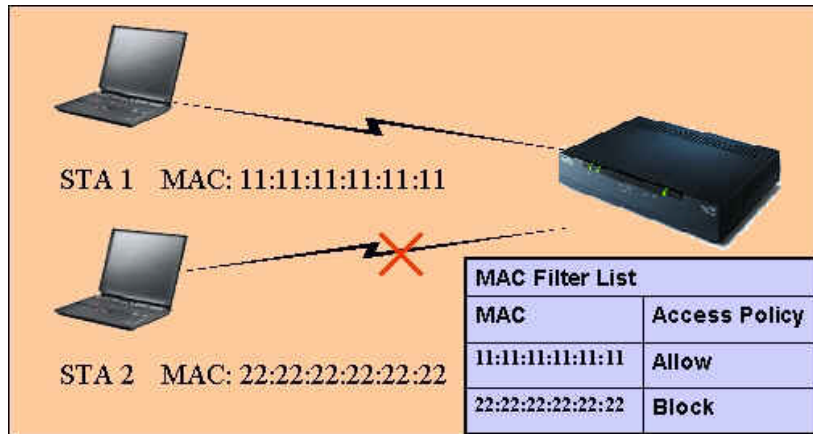 STA 1 MAC: 11:11:11:11:11:11
STA 2 MAC: 22:22:22:22:22:22
MAC Filter List
MAC Access Policy
11:11:11:11:11:11 Allow
22:22:22:22:22:22 Block